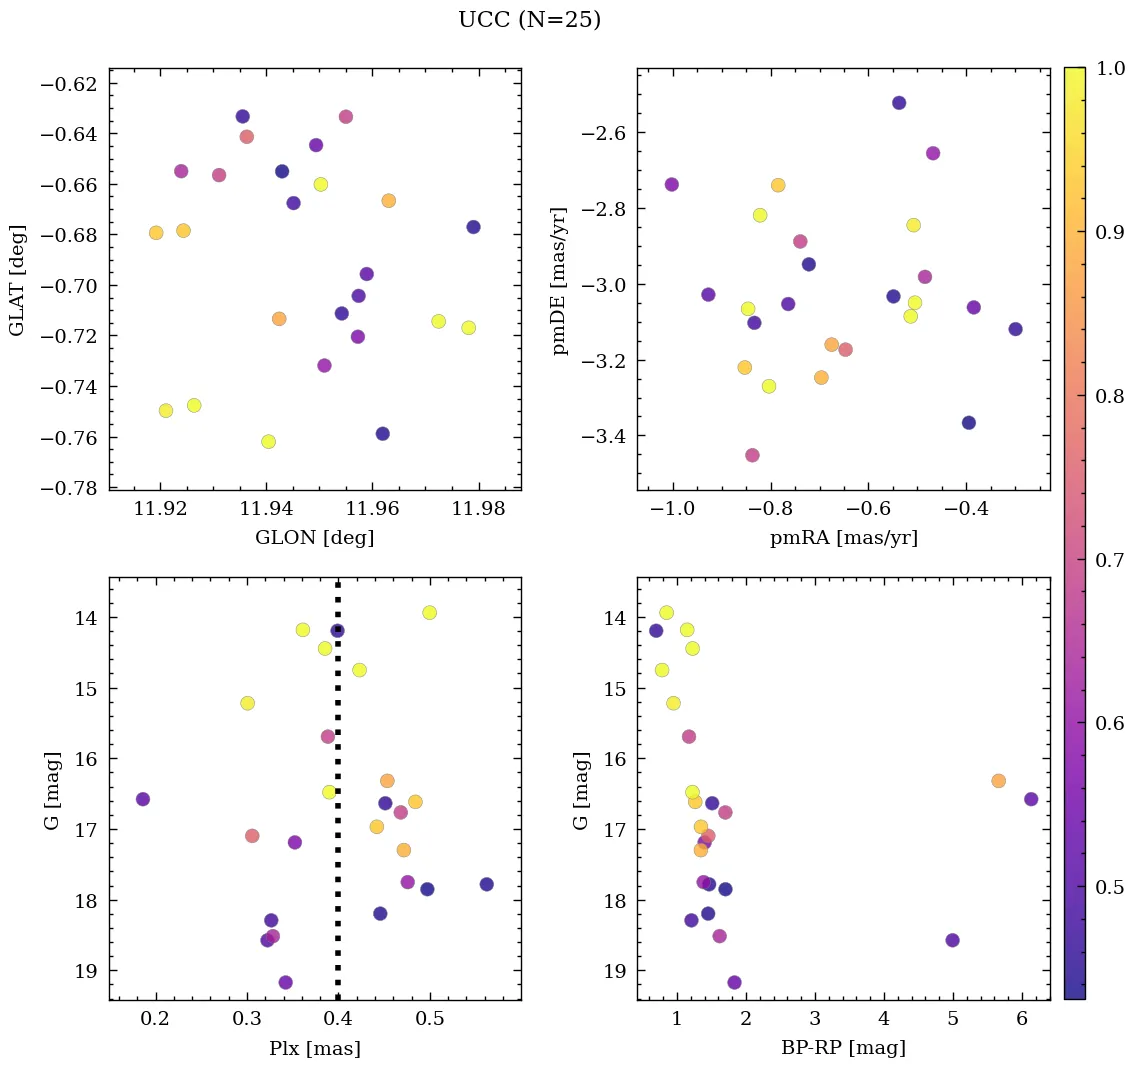 UCC (N=25)
−0.62
−0.64
−0.66
−0.68
−0.70
−0.72
−0.74
−0.76
−0.78
GLAT [deg]
11.92 11.94 11.96 11.98
GLON [deg]
−2.6
−2.8
−3.0
−3.2
−3.4
pmDE [mas/yr]
−1.0 −0.8 −0.6 −0.4
pmRA [mas/yr]
1.0
0.9
0.8
0.7
0.6
0.5
14
15
16
17
18
19
G [mag]
0.2 0.3 0.4 0.5
Plx [mas]
14
15
16
17
18
19
G [mag]
1 2 3 4 5 6
BP-RP [mag]